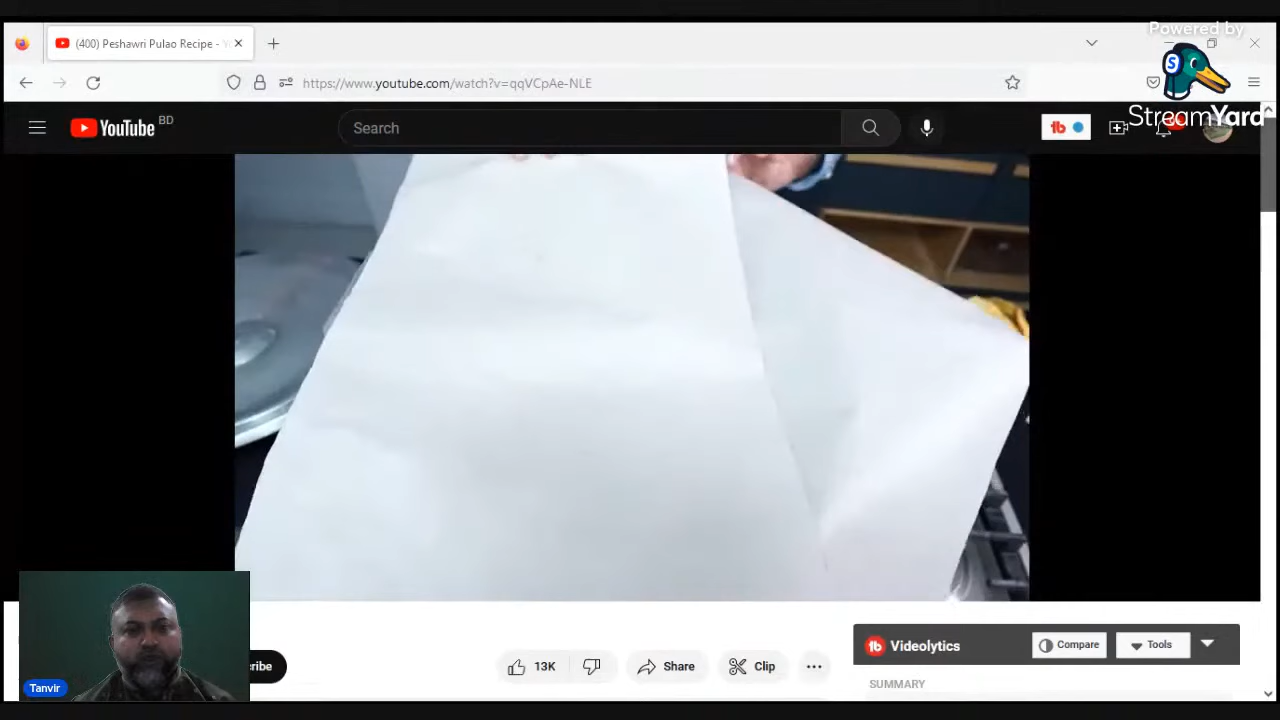 Powered by
StreamYard
(400) Peshawri Pulao Recipe -
https://www.youtube.com/watch?v=qqVCpAe-NLE
YouTube BD
Search
Tanvir
13K
Share
Clip
Videolytics
Compare
Tools
SUMMARY